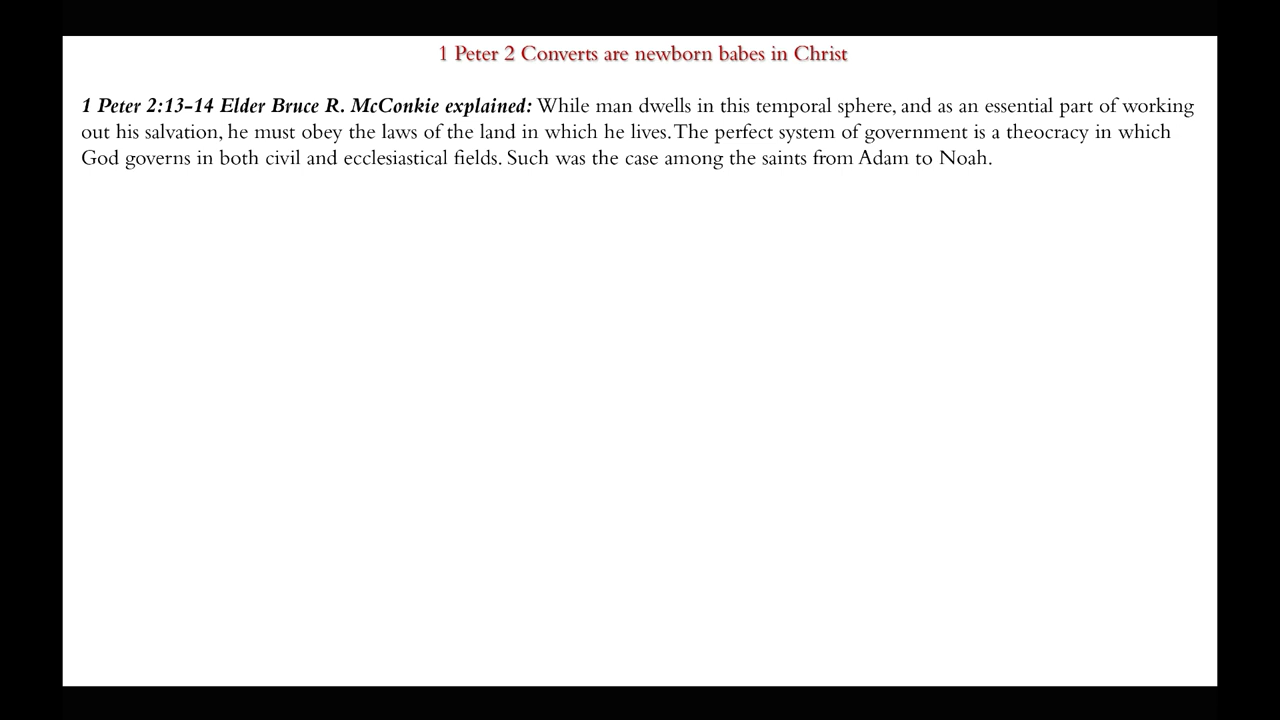 1 Peter 2 Converts are newborn babes in Christ
1 Peter 2:13-14 Elder Bruce R. McConkie explained: While man dwells in this temporal sphere, and as an essential part of working
out his salvation, he must obey the laws of the land in which he lives. The perfect system of government is a theocracy in which
God governs in both civil and ecclesiastical fields. Such was the case among the saints from Adam to Noah.